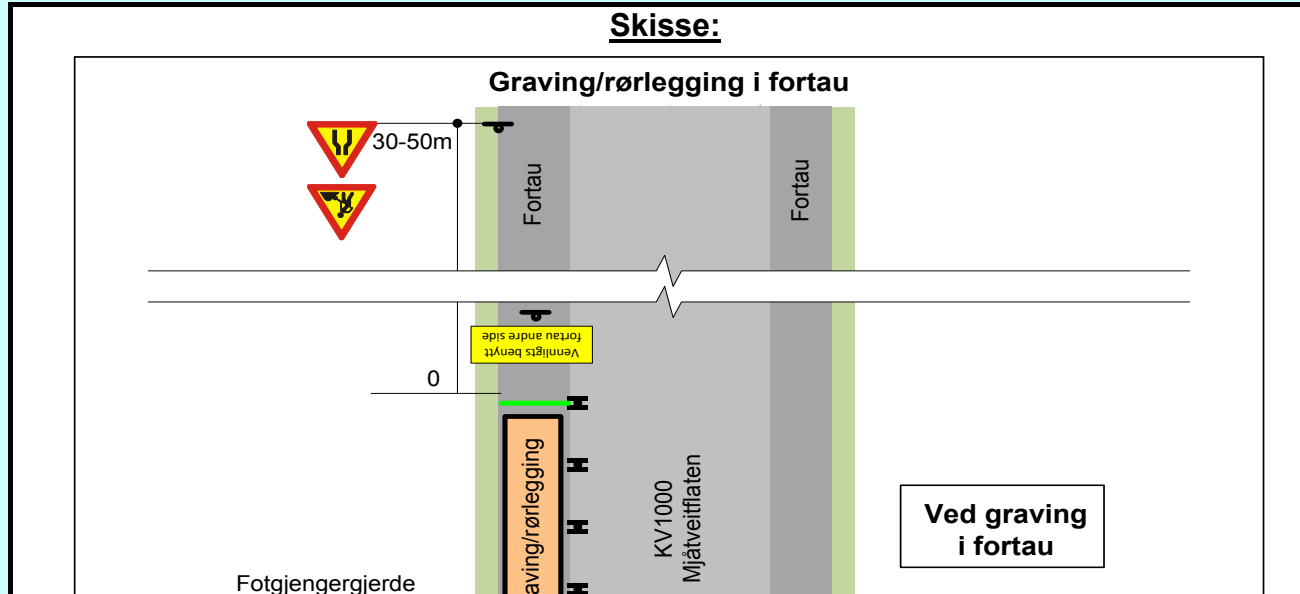 Skisse:
Graving/rørlegging i fortau
30-50m
Fortau
Fortau
Vennligts benytt
fortau andre side
0
aving/rørlegging
KV1000
Mjåtveitflaten
Ved graving
i fortau
Fotgjengergjerde